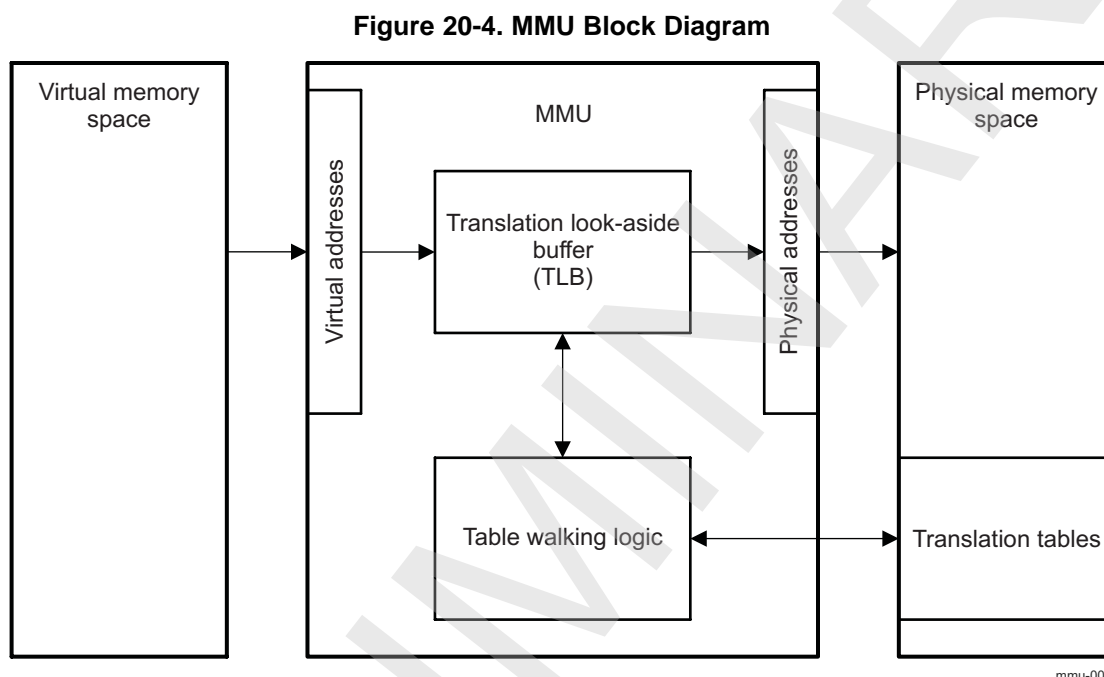 Figure 20-4. MMU Block Diagram
Virtual memory
space
MMU
Physical memory
space
Virtual addresses
Translation look-aside
buffer
(TLB)
Physical addresses
Table walking logic
Translation tables